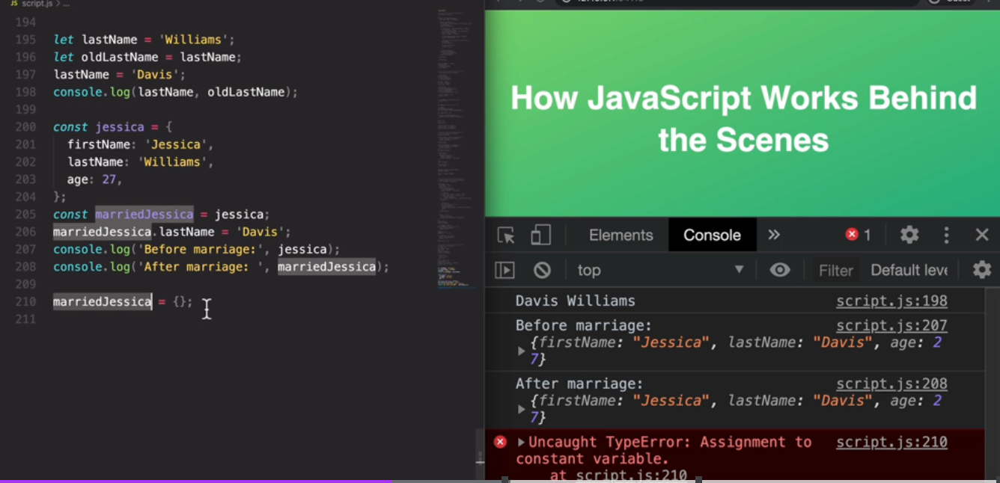 JS script.js > ...
194
195 let lastName = 'Williams';
196 let oldLastName = lastName;
197 lastName = 'Davis';
198 console.log(lastName, oldLastName);
199
200 const jessica = {
201 firstName: 'Jessica',
202 lastName: 'Williams',
203 age: 27,
204 };
205 const marriedJessica = jessica;
206 marriedJessica.lastName = 'Davis';
207 console.log('Before marriage:', jessica);
208 console.log('After marriage: ', marriedJessica);
209
210 marriedJessica = {};
211
How JavaScript Works Behind
the Scenes
Elements Console » 1
top Filter Default leve
Davis Williams script.js:198
Before marriage: script.js:207
{firstName: "Jessica", lastName: "Davis", age: 2
7}
After marriage: script.js:208
{firstName: "Jessica", lastName: "Davis", age: 2
7}
Uncaught TypeError: Assignment to script.js:210
constant variable.
at script.js:210